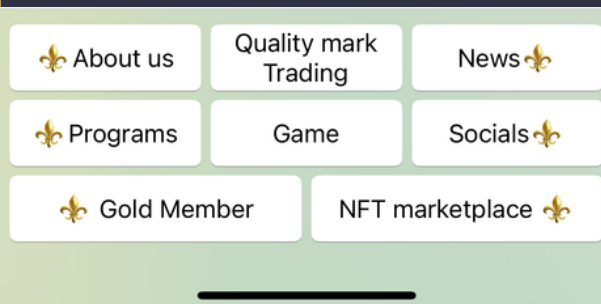 ⚜️ About us
Quality mark
Trading
News⚜️
⚜️ Programs
Game
Socials⚜️
⚜️ Gold Member
NFT marketplace ⚜️